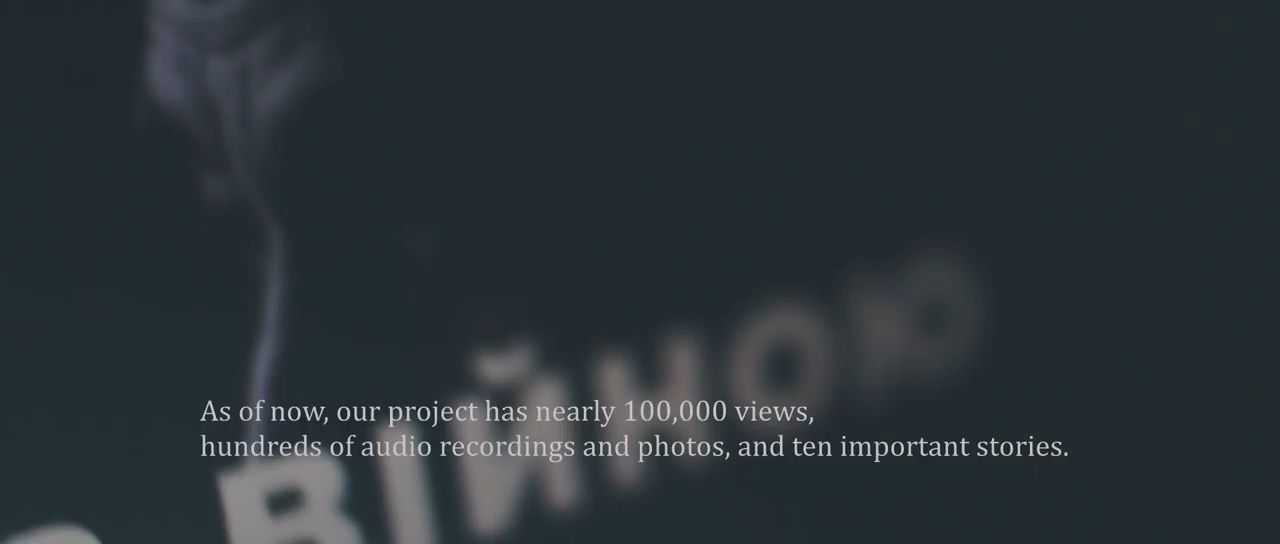 As of now, our project has nearly 100,000 views,
hundreds of audio recordings and photos, and ten important stories.
ВІЙНОЮ